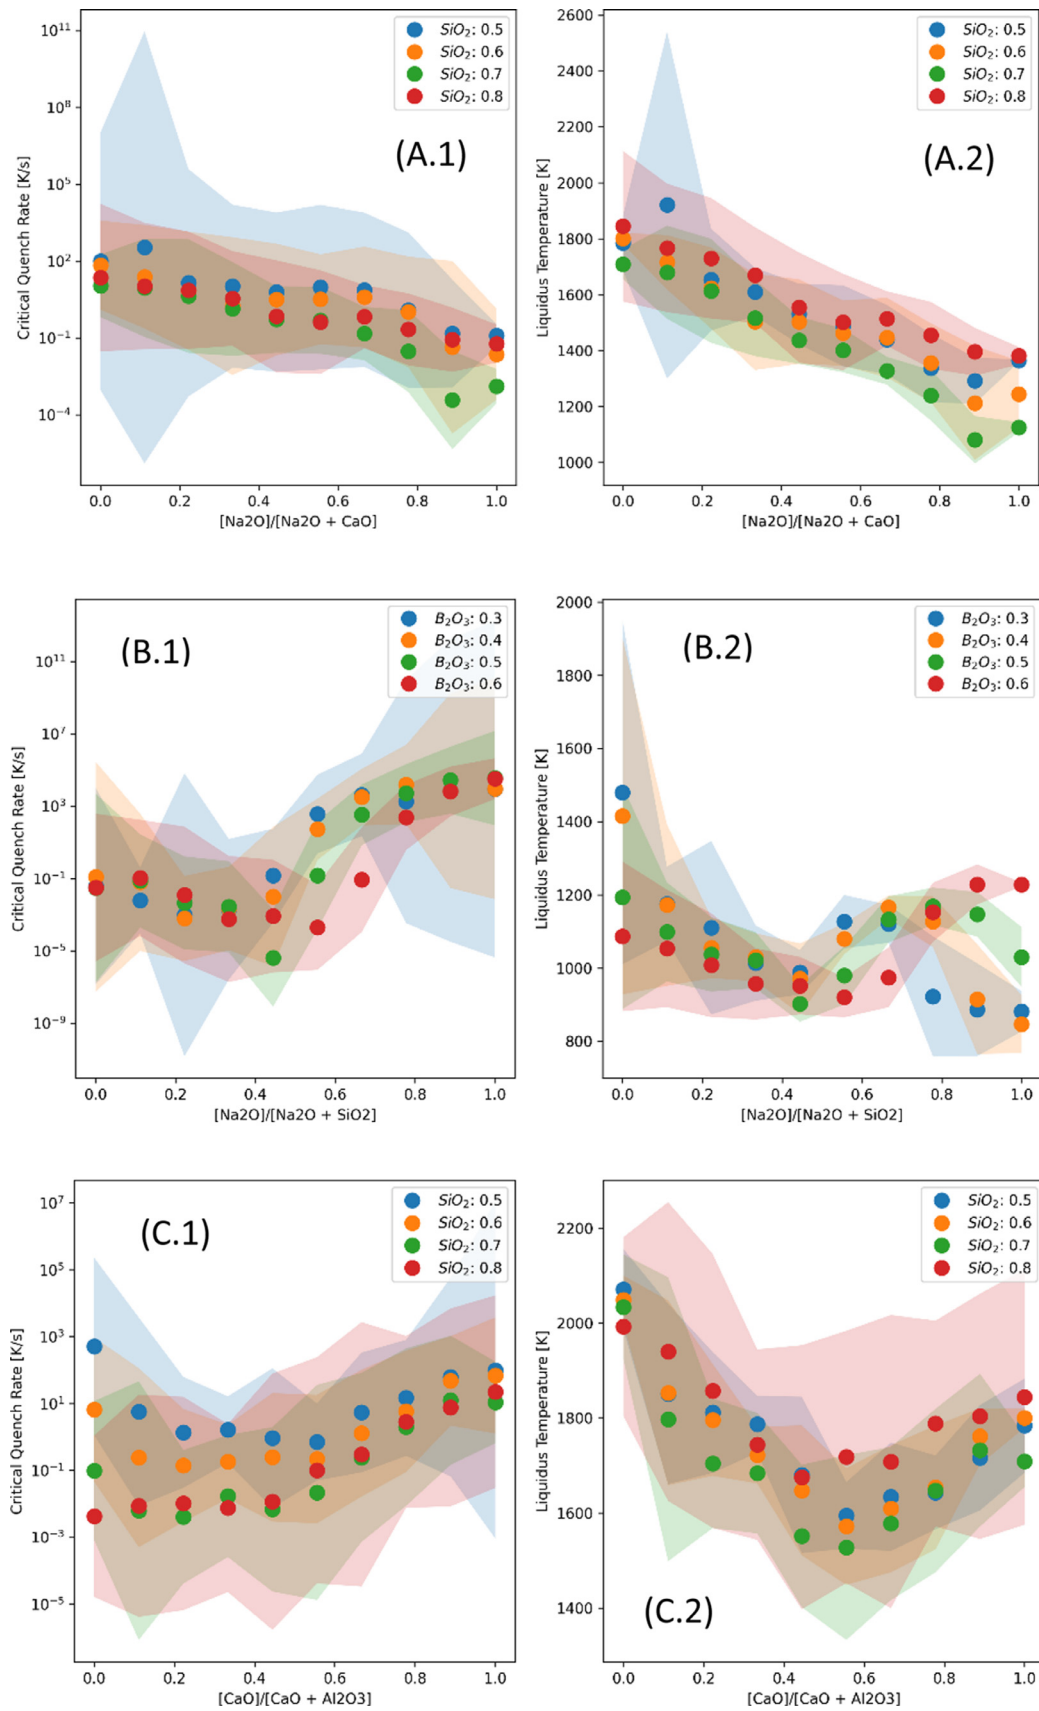 Critical Quench Rate [K/s]
10¹¹
10⁸
10⁵
10²
10⁻¹
10⁻⁴
SiO₂: 0.5
SiO₂: 0.6
SiO₂: 0.7
SiO₂: 0.8
(A.1)
0.0 0.2 0.4 0.6 0.8 1.0
[Na2O]/[Na2O + CaO]
Liquidus Temperature [K]
2600
2400
2200
2000
1800
1600
1400
1200
1000
SiO₂: 0.5
SiO₂: 0.6
SiO₂: 0.7
SiO₂: 0.8
(A.2)
0.0 0.2 0.4 0.6 0.8 1.0
[Na2O]/[Na2O + CaO]
Critical Quench Rate [K/s]
10¹¹
10⁷
10³
10⁻¹
10⁻⁵
10⁻⁹
B₂O₃: 0.3
B₂O₃: 0.4
B₂O₃: 0.5
B₂O₃: 0.6
(B.1)
0.0 0.2 0.4 0.6 0.8 1.0
[Na2O]/[Na2O + SiO2]
Liquidus Temperature [K]
2000
1800
1600
1400
1200
1000
800
B₂O₃: 0.3
B₂O₃: 0.4
B₂O₃: 0.5
B₂O₃: 0.6
(B.2)
0.0 0.2 0.4 0.6 0.8 1.0
[Na2O]/[Na2O + SiO2]
Critical Quench Rate [K/s]
10⁷
10⁵
10³
10¹
10⁻¹
10⁻³
10⁻⁵
SiO₂: 0.5
SiO₂: 0.6
SiO₂: 0.7
SiO₂: 0.8
(C.1)
0.0 0.2 0.4 0.6 0.8 1.0
[CaO]/[CaO + Al2O3]
Liquidus Temperature [K]
2200
2000
1800
1600
1400
SiO₂: 0.5
SiO₂: 0.6
SiO₂: 0.7
SiO₂: 0.8
(C.2)
0.0 0.2 0.4 0.6 0.8 1.0
[CaO]/[CaO + Al2O3]